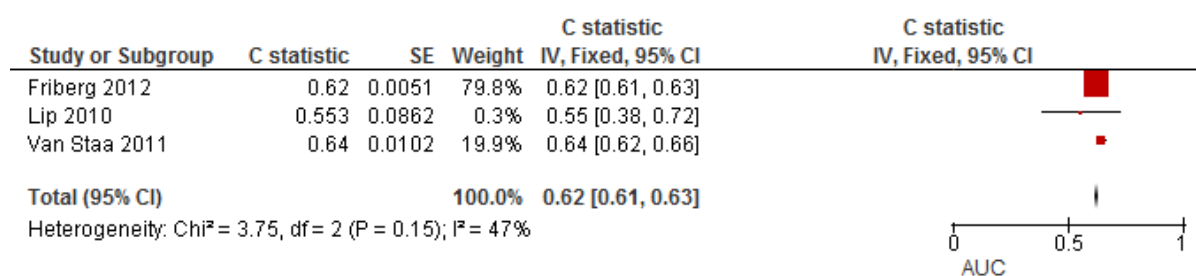 C statistic C statistic
Study or Subgroup C statistic SE Weight IV, Fixed, 95% CI IV, Fixed, 95% CI
Friberg 2012 0.62 0.0051 79.8% 0.62 [0.61, 0.63]
Lip 2010 0.553 0.0862 0.3% 0.55 [0.38, 0.72]
Van Staa 2011 0.64 0.0102 19.9% 0.64 [0.62, 0.66]
Total (95% CI) 100.0% 0.62 [0.61, 0.63]
Heterogeneity: Chi² = 3.75, df = 2 (P = 0.15); I² = 47%
0 0.5 1
AUC